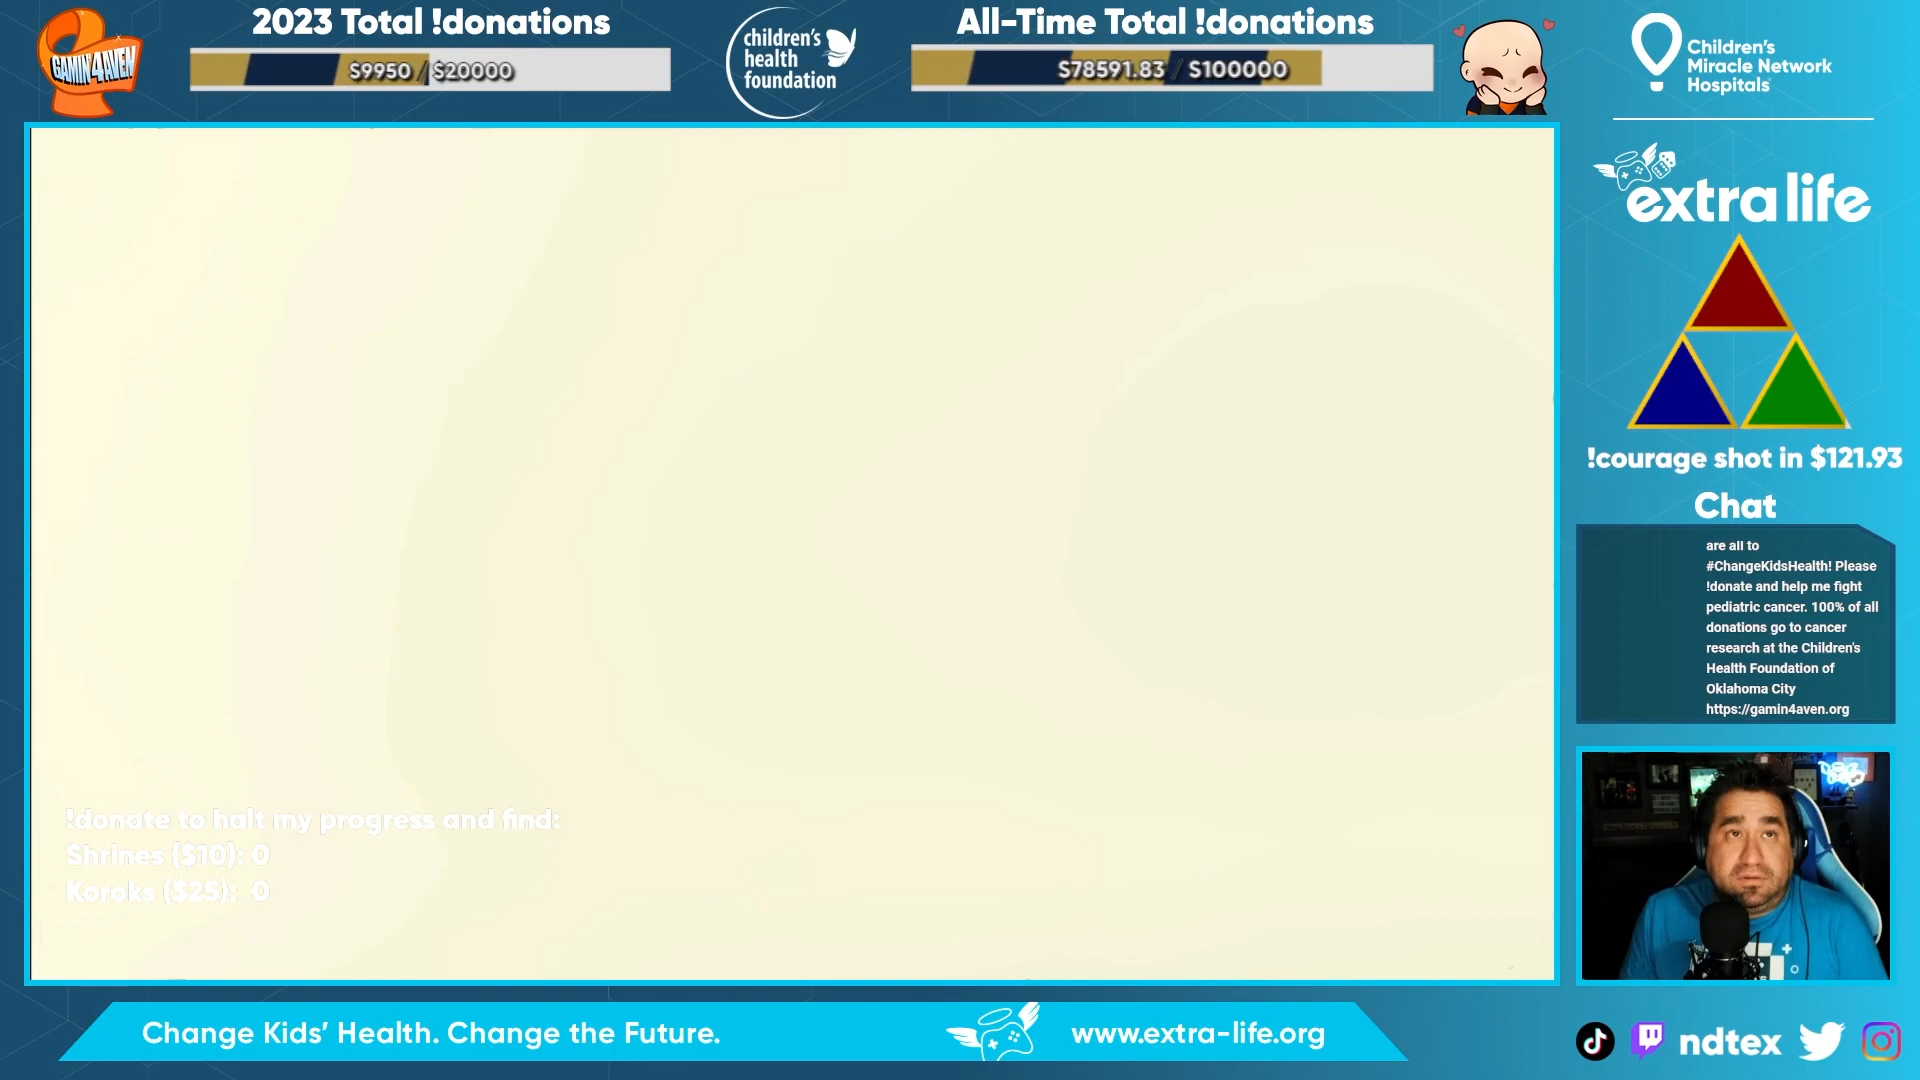 2023 Total !donations
$9950 / $20000
GAMIN4AVEN
children's
health
foundation
All-Time Total !donations
$78591.83 / $100000
Children's
Miracle Network
Hospitals
extra life
!courage shot in $121.93
Chat
are all to
#ChangeKidsHealth! Please
!donate and help me fight
pediatric cancer. 100% of all
donations go to cancer
research at the Children's
Health Foundation of
Oklahoma City
https://gamin4aven.org
!donate to halt my progress and find:
Shrines ($10): 0
Koroks ($25): 0
Change Kids' Health. Change the Future.
www.extra-life.org
ndtex